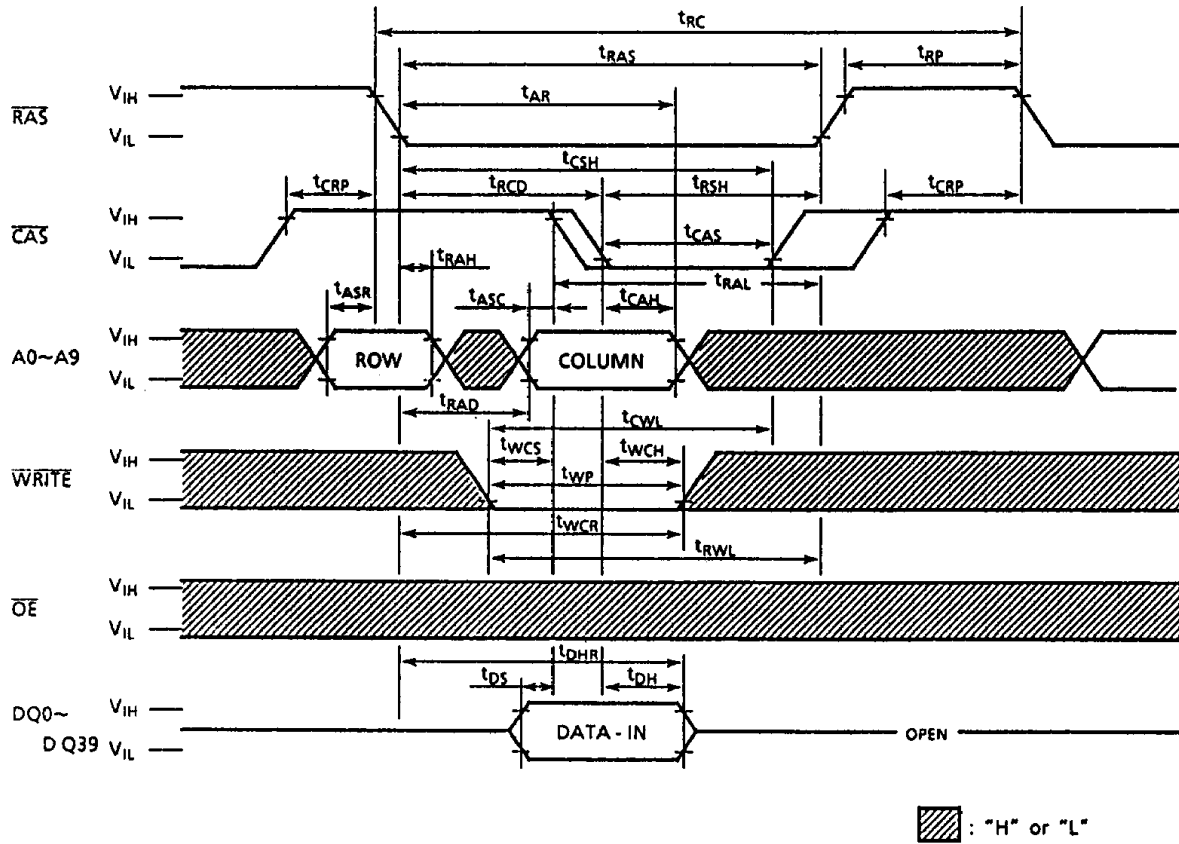 tRC
tRAS
tRP
tAR
RAS
VIH
VIL
tCSH
tCRP
tRCD
tRSH
tCRP
CAS
VIH
VIL
tCAS
tRAH
tRAL
tASR
tASC
tCAH
A0~A9
VIH
VIL
ROW
COLUMN
tRAD
tCWL
tWCS
tWCH
WRITE
VIH
VIL
tWP
tWCR
tRWL
OE
VIH
VIL
tDHR
tDS
tDH
DQ0~
DQ39
VIH
VIL
DATA - IN
OPEN
: "H" or "L"